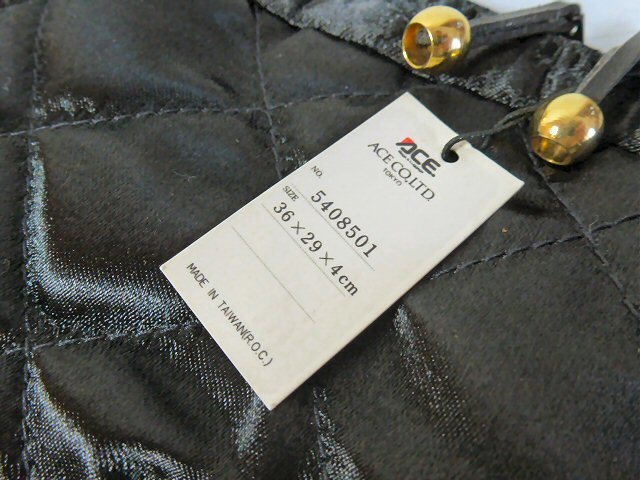 ACE
ACE CO.LTD.
TOKYO
NO. 5408501
SIZE 36×29×4cm
MADE IN TAIWAN(R.O.C.)